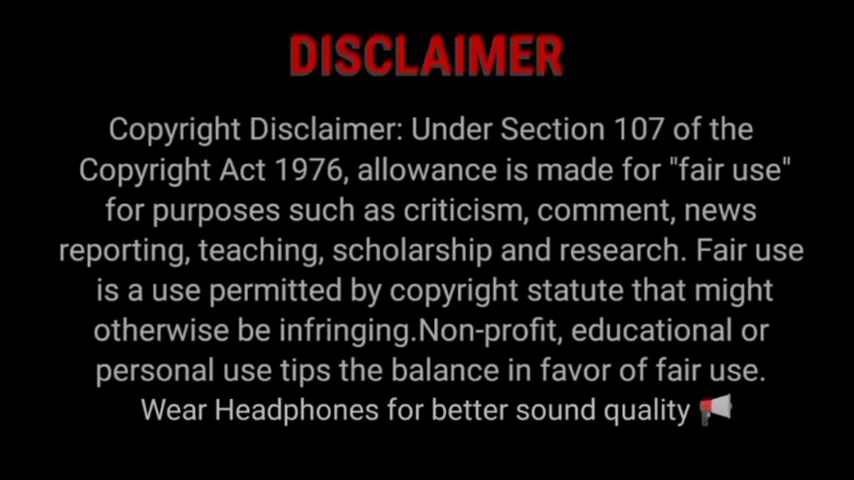 DISCLAIMER
Copyright Disclaimer: Under Section 107 of the
Copyright Act 1976, allowance is made for "fair use"
for purposes such as criticism, comment, news
reporting, teaching, scholarship and research. Fair use
is a use permitted by copyright statute that might
otherwise be infringing.Non-profit, educational or
personal use tips the balance in favor of fair use.
Wear Headphones for better sound quality 📢